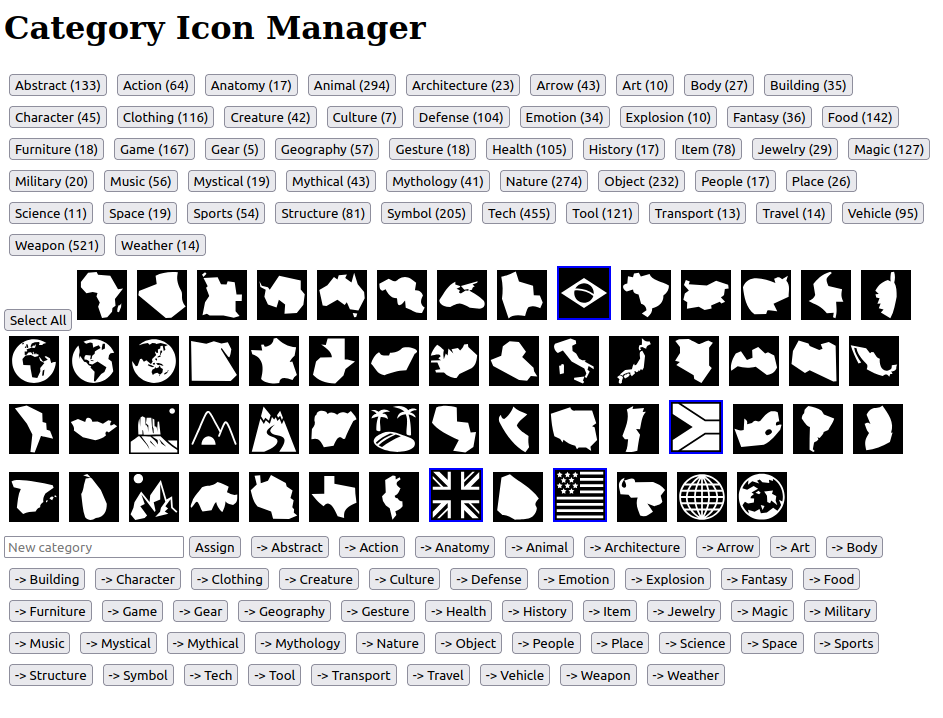 Category Icon Manager
Abstract (133) Action (64) Anatomy (17) Animal (294) Architecture (23) Arrow (43) Art (10) Body (27) Building (35)
Character (45) Clothing (116) Creature (42) Culture (7) Defense (104) Emotion (34) Explosion (10) Fantasy (36) Food (142)
Furniture (18) Game (167) Gear (5) Geography (57) Gesture (18) Health (105) History (17) Item (78) Jewelry (29) Magic (127)
Military (20) Music (56) Mystical (19) Mythical (43) Mythology (41) Nature (274) Object (232) People (17) Place (26)
Science (11) Space (19) Sports (54) Structure (81) Symbol (205) Tech (455) Tool (121) Transport (13) Travel (14) Vehicle (95)
Weapon (521) Weather (14)
Select All
New category Assign -> Abstract -> Action -> Anatomy -> Animal -> Architecture -> Arrow -> Art -> Body
-> Building -> Character -> Clothing -> Creature -> Culture -> Defense -> Emotion -> Explosion -> Fantasy -> Food
-> Furniture -> Game -> Gear -> Geography -> Gesture -> Health -> History -> Item -> Jewelry -> Magic -> Military
-> Music -> Mystical -> Mythical -> Mythology -> Nature -> Object -> People -> Place -> Science -> Space -> Sports
-> Structure -> Symbol -> Tech -> Tool -> Transport -> Travel -> Vehicle -> Weapon -> Weather